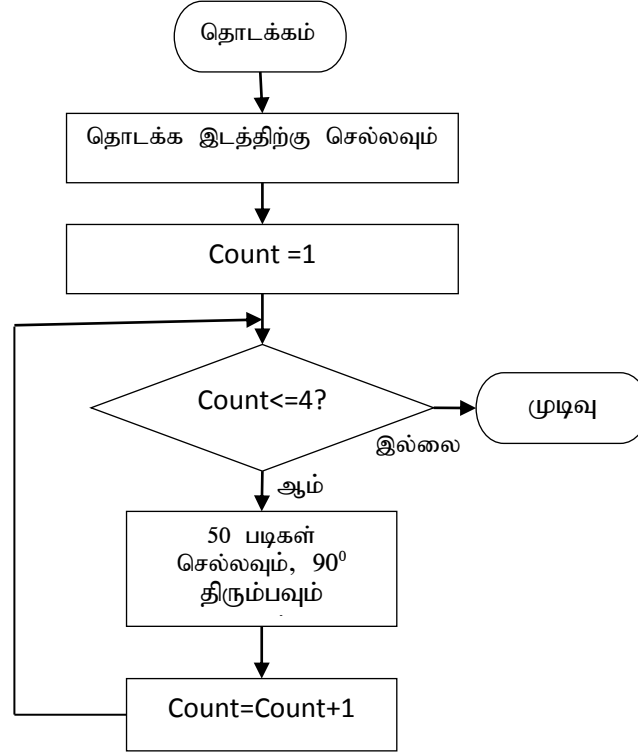 தொடக்கம்
தொடக்க இடத்திற்கு செல்லவும்
Count =1
Count<=4?
முடிவு
இல்லை
ஆம்
50 படிகள்
செல்லவும், 90⁰
திரும்பவும்
Count=Count+1